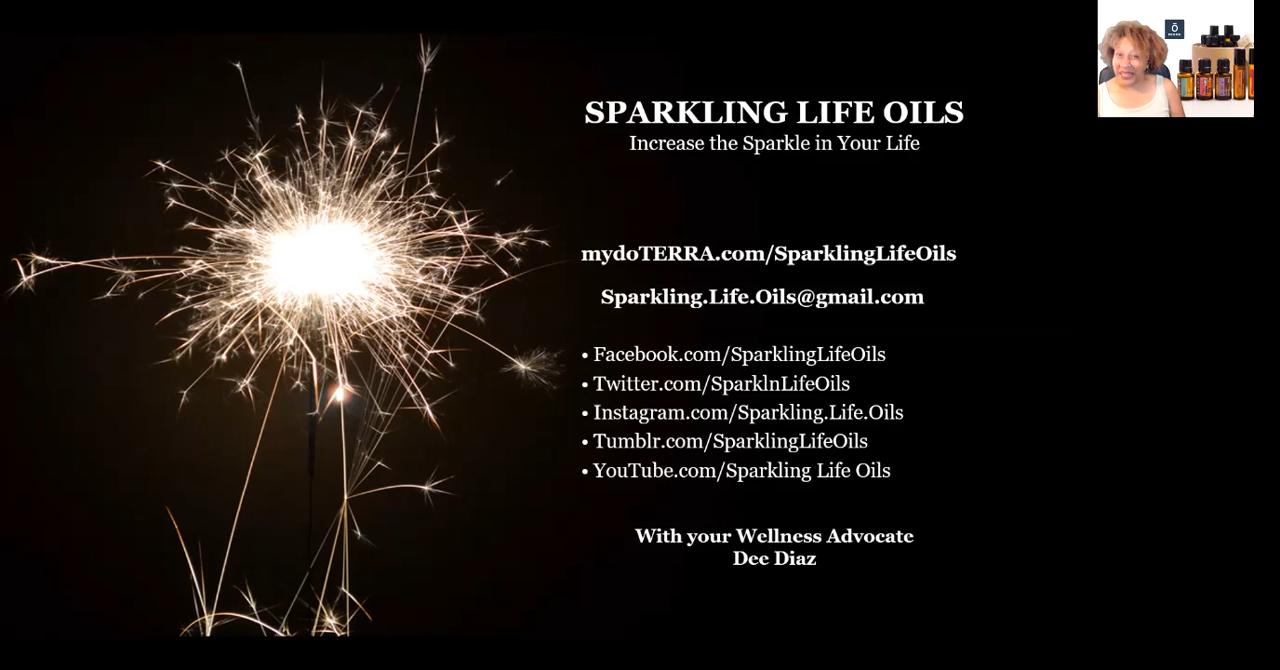 SPARKLING LIFE OILS
Increase the Sparkle in Your Life
mydoTERRA.com/SparklingLifeOils
Sparkling.Life.Oils@gmail.com
• Facebook.com/SparklingLifeOils
• Twitter.com/SparklnLifeOils
• Instagram.com/Sparkling.Life.Oils
• Tumblr.com/SparklingLifeOils
• YouTube.com/Sparkling Life Oils
With your Wellness Advocate
Dee Diaz